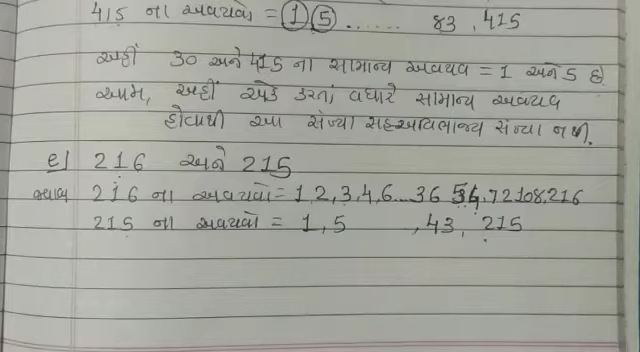 415 ના અવયવો = 1 5 ...... 83, 415
અહીં 30 અને 415 ના સામાન્ય અવયવ = 1 અને 5 છે
આમ, અહીં એક કરતાં વધારે સામાન્ય અવયવ
હોવાથી આ સંખ્યા સહઅવિભાજ્ય સંખ્યા નથી.
e) 216 અને 215
જવાબ 216 ના અવયવો = 1, 2, 3, 4, 6....36 54, 72 108, 216
215 ના અવયવો = 1, 5 , 43, 215